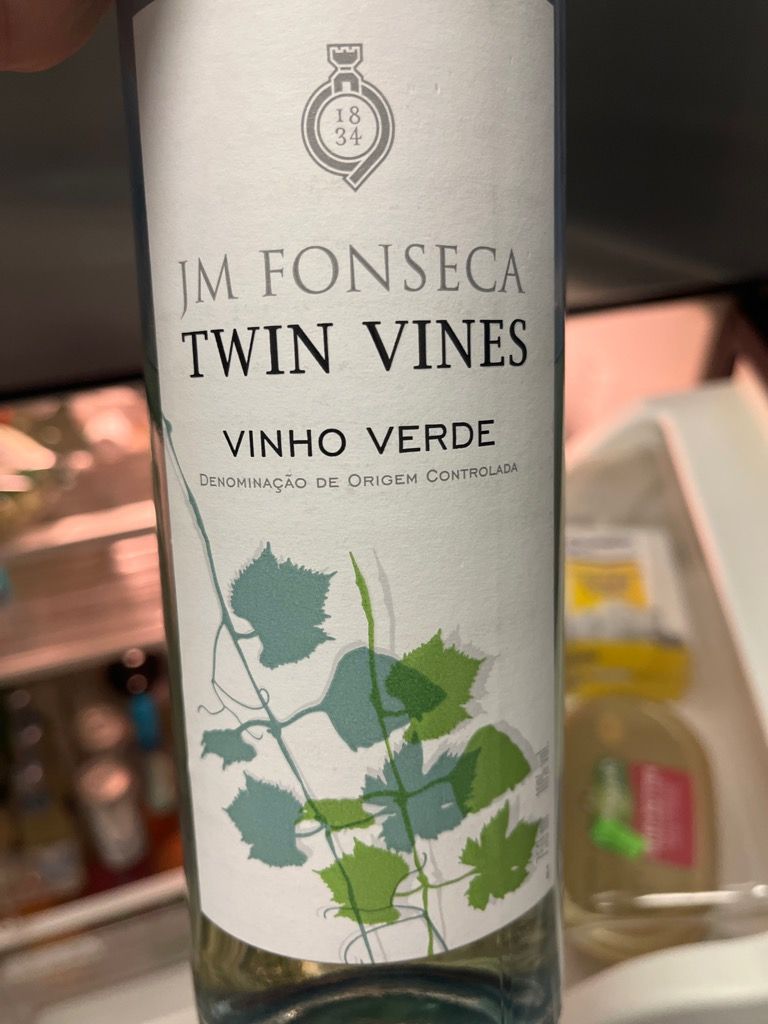 18
34
JM FONSECA
TWIN VINES
VINHO VERDE
DENOMINAÇÃO DE ORIGEM CONTROLADA